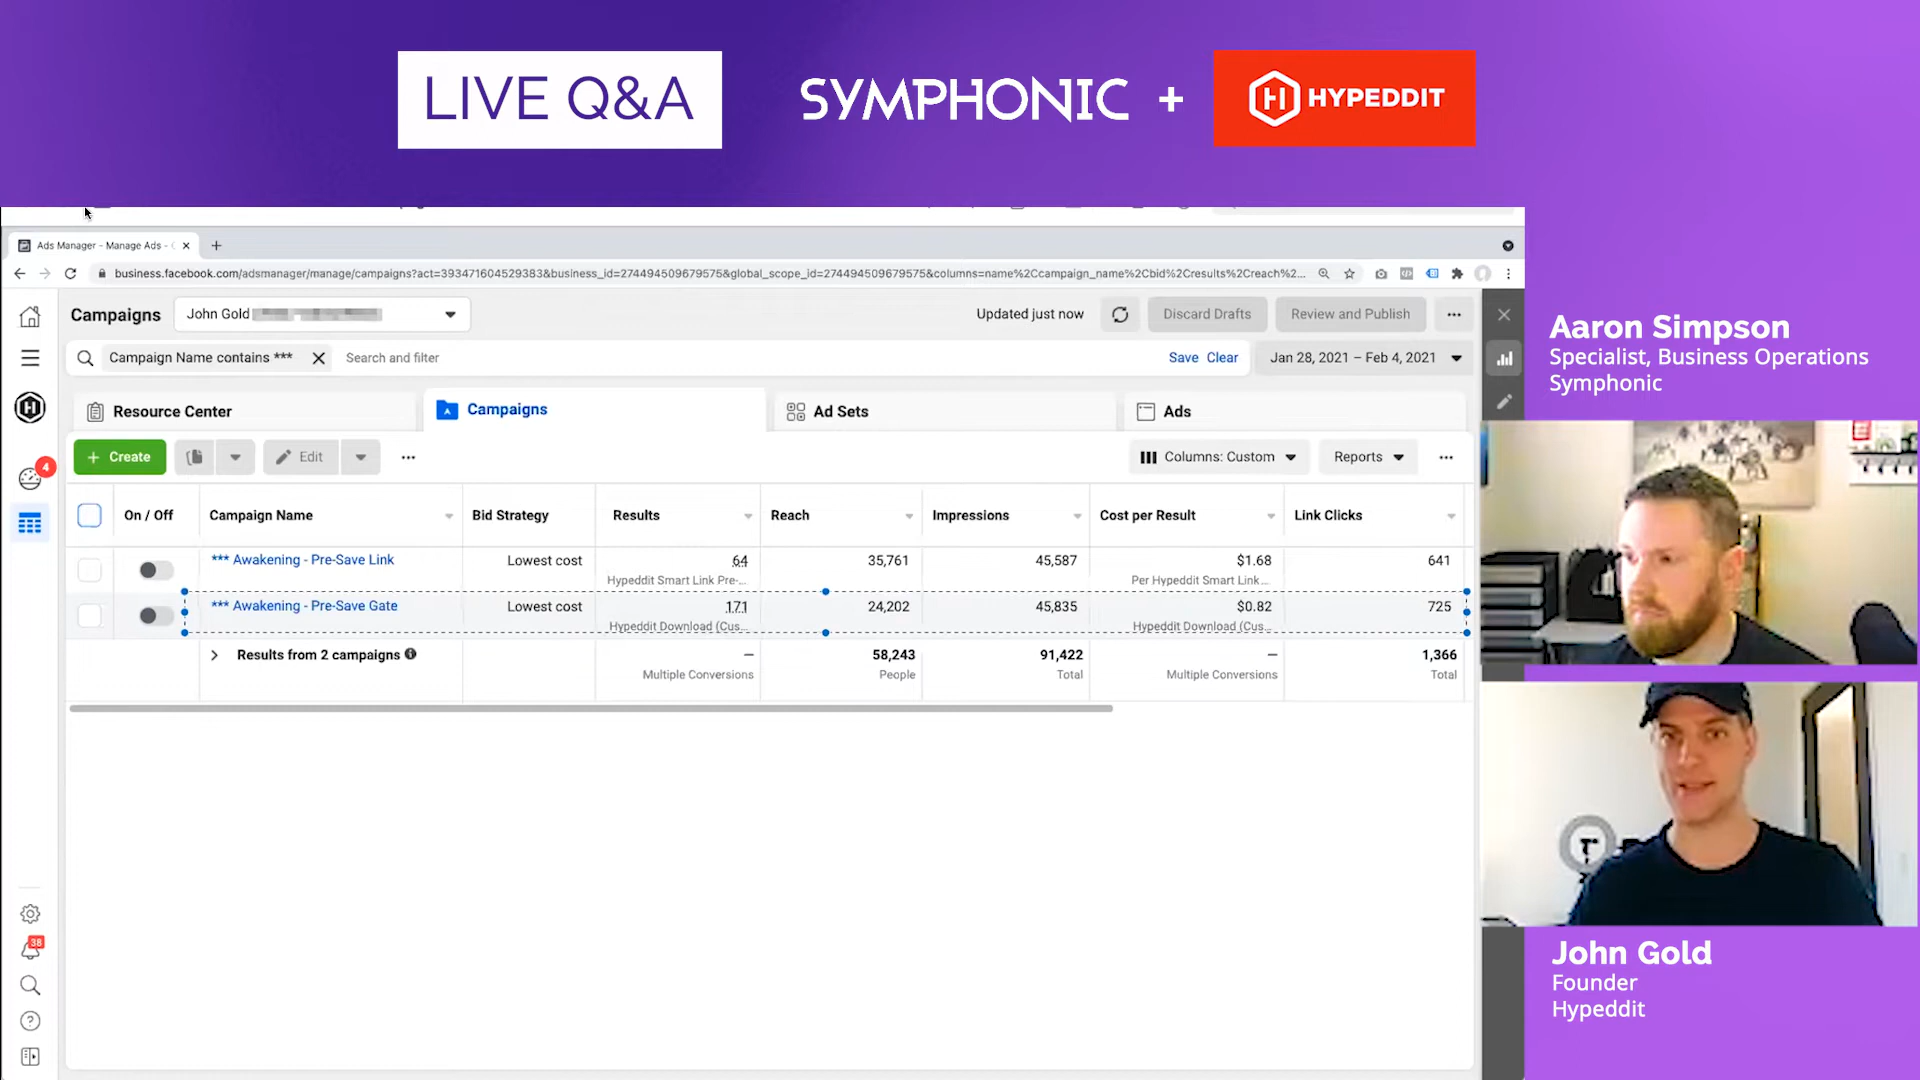 LIVE Q&A
SYMPHONIC + HYPEDDIT
Ads Manager - Manage Ads - 
business.facebook.com/adsmanager/manage/campaigns?act=393471604529383&business_id=274494509679575&global_scope_id=274494509679575&columns=name%2Ccampaign_name%2Cbid%2Cresults%2Creach%2C...
Campaigns John Gold Updated just now Discard Drafts Review and Publish
Campaign Name contains *** Search and filter Save Clear Jan 28, 2021 – Feb 4, 2021
Resource Center Campaigns Ad Sets Ads
4
+ Create Edit Columns: Custom Reports
On / Off Campaign Name Bid Strategy Results Reach Impressions Cost per Result Link Clicks
*** Awakening - Pre-Save Link Lowest cost 64 35,761 45,587 $1.68 641
Hypeddit Smart Link Pre-... Per Hypeddit Smart Link...
*** Awakening - Pre-Save Gate Lowest cost 171 24,202 45,835 $0.82 725
Hypeddit Download (Cus... Hypeddit Download (Cus...
Results from 2 campaigns — 58,243 91,422 — 1,366
Multiple Conversions People Total Multiple Conversions Total
38
Aaron Simpson
Specialist, Business Operations
Symphonic
John Gold
Founder
Hypeddit